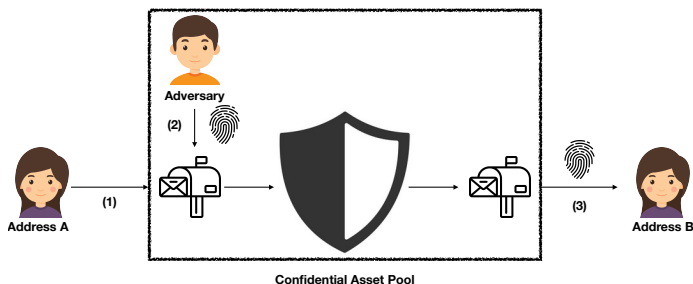 Adversary
(2)
(1)
(3)
Address A
Address B
Confidential Asset Pool